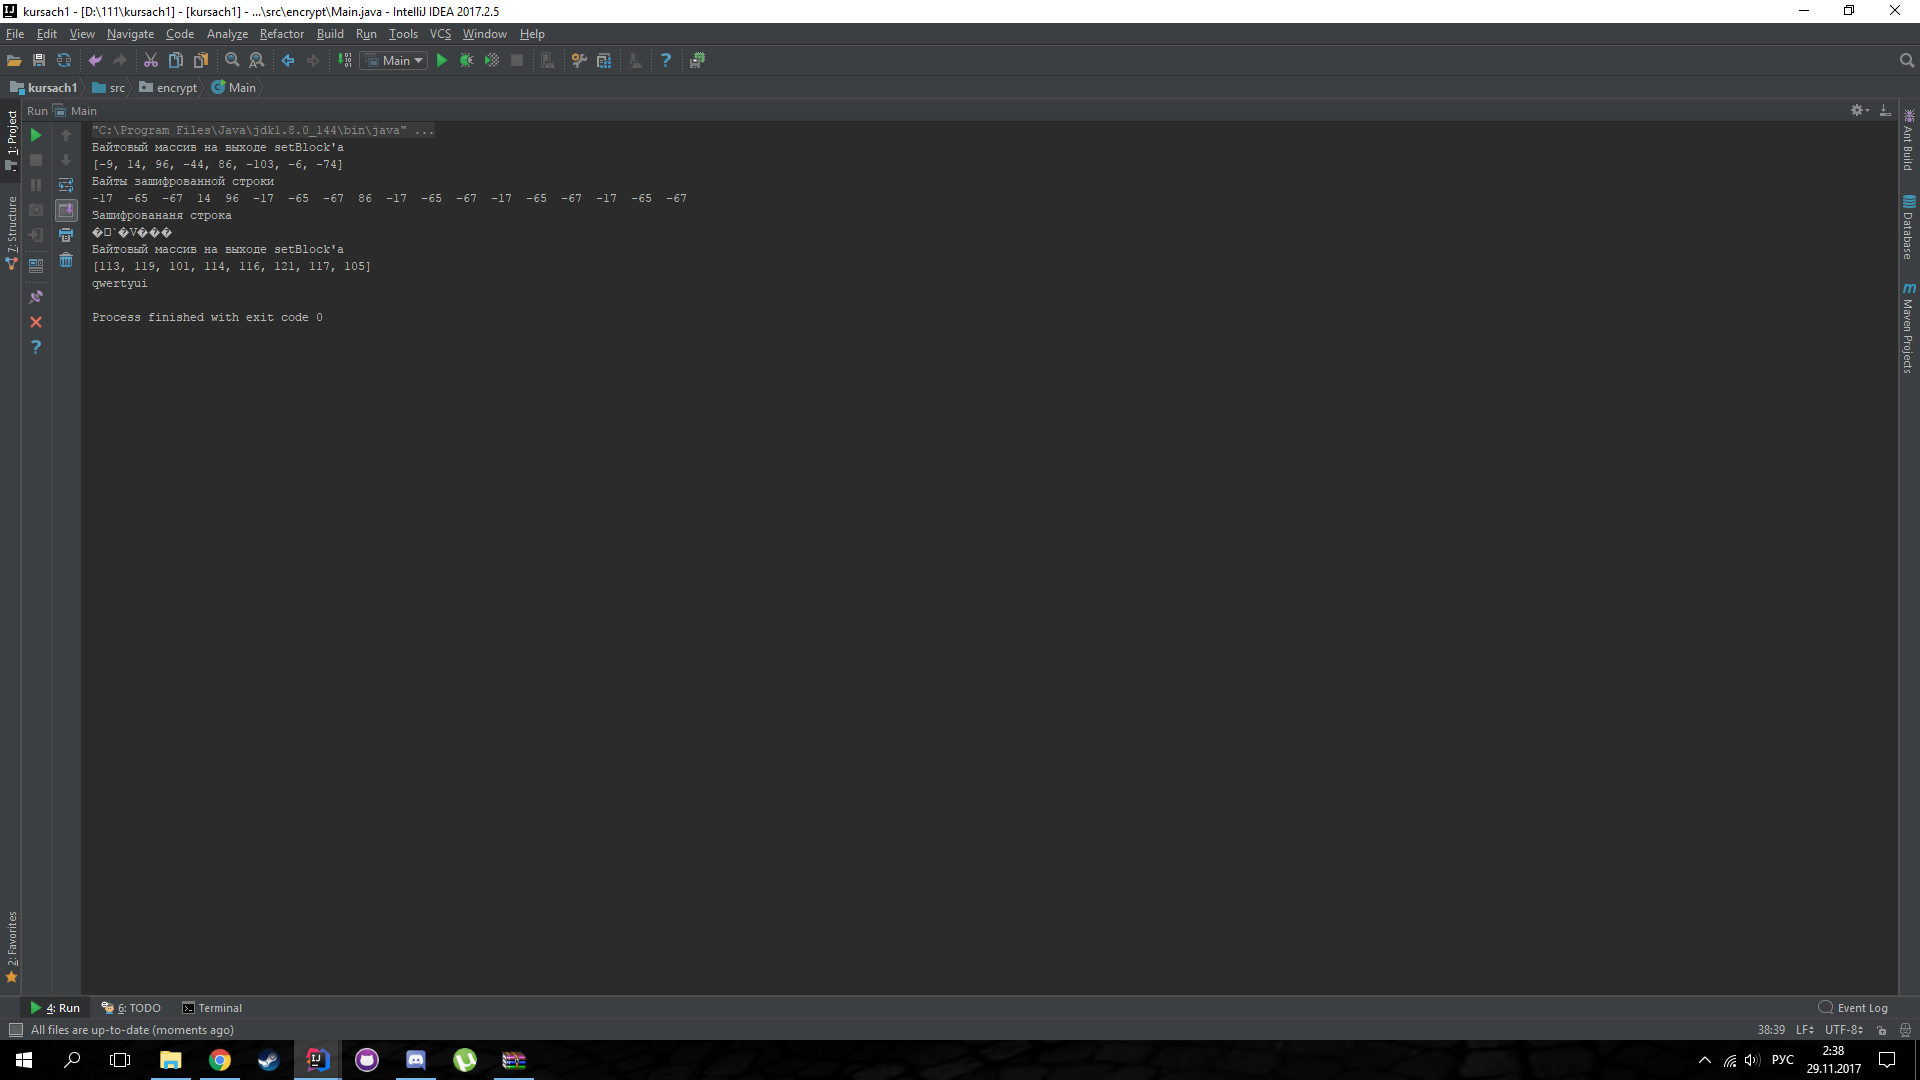 kursach1 - [D:\111\kursach1] - [kursach1] - ...\src\encrypt\Main.java - IntelliJ IDEA 2017.2.5
File Edit View Navigate Code Analyze Refactor Build Run Tools VCS Window Help
Main
kursach1 src encrypt Main
Run Main
1: Project
7: Structure
2: Favorites
Ant Build
Database
Maven Projects
"C:\Program Files\Java\jdk1.8.0_144\bin\java" ...
Байтовый массив на выходе setBlock'а
[-9, 14, 96, -44, 86, -103, -6, -74]
Байты зашифрованной строки
-17 -65 -67 14 96 -17 -65 -67 86 -17 -65 -67 -17 -65 -67 -17 -65 -67
Зашифровананя строка
�`�V���
Байтовый массив на выходе setBlock'а
[113, 119, 101, 114, 116, 121, 117, 105]
qwertyui
Process finished with exit code 0
4: Run 6: TODO Terminal Event Log
All files are up-to-date (moments ago) 38:39 LF UTF-8
РУС 2:38
29.11.2017